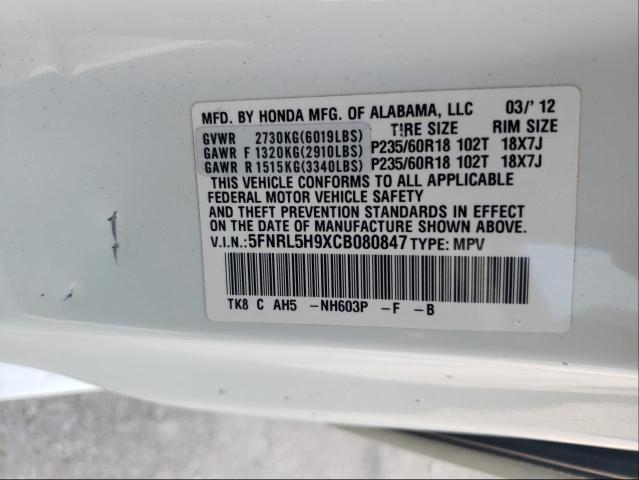 MFD. BY HONDA MFG. OF ALABAMA, LLC 03/'12
TIRE SIZE RIM SIZE
GVWR 2730KG(6019LBS)
GAWR F 1320KG(2910LBS) P235/60R18 102T 18X7J
GAWR R 1515KG(3340LBS) P235/60R18 102T 18X7J
THIS VEHICLE CONFORMS TO ALL APPLICABLE
FEDERAL MOTOR VEHICLE SAFETY, BUMPER,
AND THEFT PREVENTION STANDARDS IN EFFECT
ON THE DATE OF MANUFACTURE SHOWN ABOVE.
V.I.N.:5FNRL5H9XCB080847 TYPE: MPV
TK8 C AH5 -NH603P -F -B